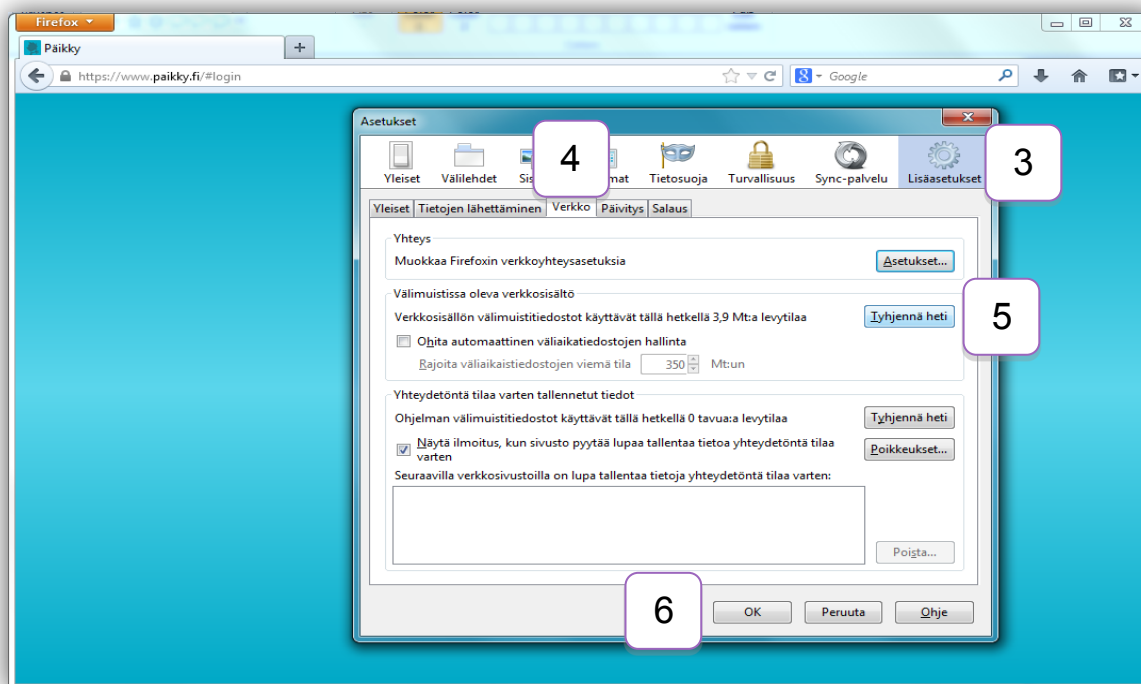 Firefox
Päikky
https://www.paikky.fi/#login
Google
Asetukset
4
3
Yleiset Välilehdet Tietosuoja Turvallisuus Sync-palvelu Lisäasetukset
Yleiset Tietojen lähettäminen Verkko Päivitys Salaus
Yhteys
Muokkaa Firefoxin verkkoyhteysasetuksia Asetukset...
Välimuistissa oleva verkkosisältö
Verkkosisällön välimuistitiedostot käyttävät tällä hetkellä 3,9 Mt:a levytilaa Tyhjennä heti
5
Ohita automaattinen väliaikatiedostojen hallinta
Rajoita väliaikaistiedostojen viemä tila 350 Mt:un
Yhteydetöntä tilaa varten tallennetut tiedot
Ohjelman välimuistitiedostot käyttävät tällä hetkellä 0 tavua:a levytilaa Tyhjennä heti
Näytä ilmoitus, kun sivusto pyytää lupaa tallentaa tietoa yhteydetöntä tilaa
varten
Poikkeukset...
Seuraavilla verkkosivustoilla on lupa tallentaa tietoja yhteydetöntä tilaa varten:
Poista...
6
OK Peruuta Ohje